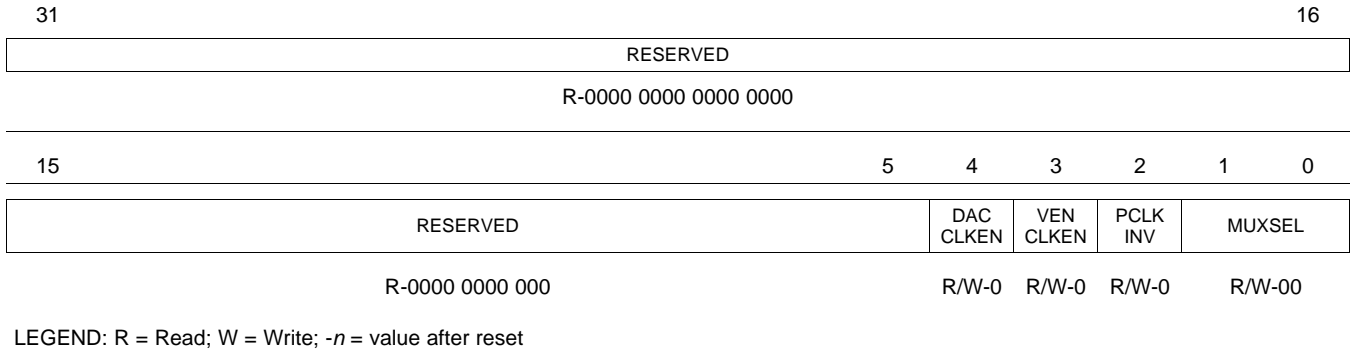 31 16
RESERVED
R-0000 0000 0000 0000
15 5 4 3 2 1 0
RESERVED DAC CLKEN VEN CLKEN PCLK INV MUXSEL
R-0000 0000 000 R/W-0 R/W-0 R/W-0 R/W-00
LEGEND: R = Read; W = Write; -n = value after reset